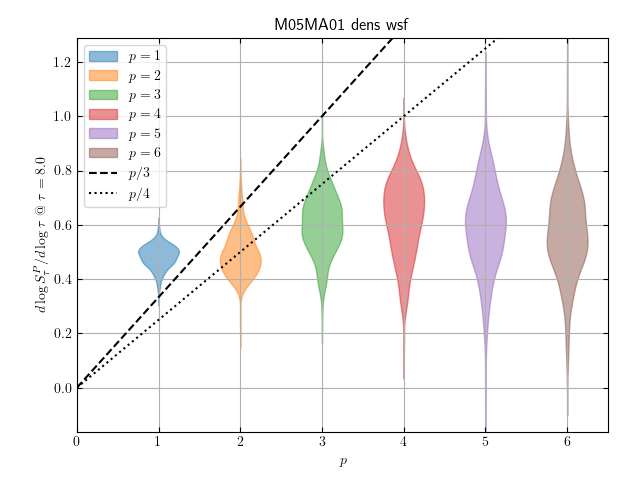 M05MA01 dens wsf
p = 1
p = 2
p = 3
p = 4
p = 5
p = 6
p/3
p/4
d log S_τ^P / d log τ @ τ = 8.0
1.2
1.0
0.8
0.6
0.4
0.2
0.0
0 1 2 3 4 5 6
p